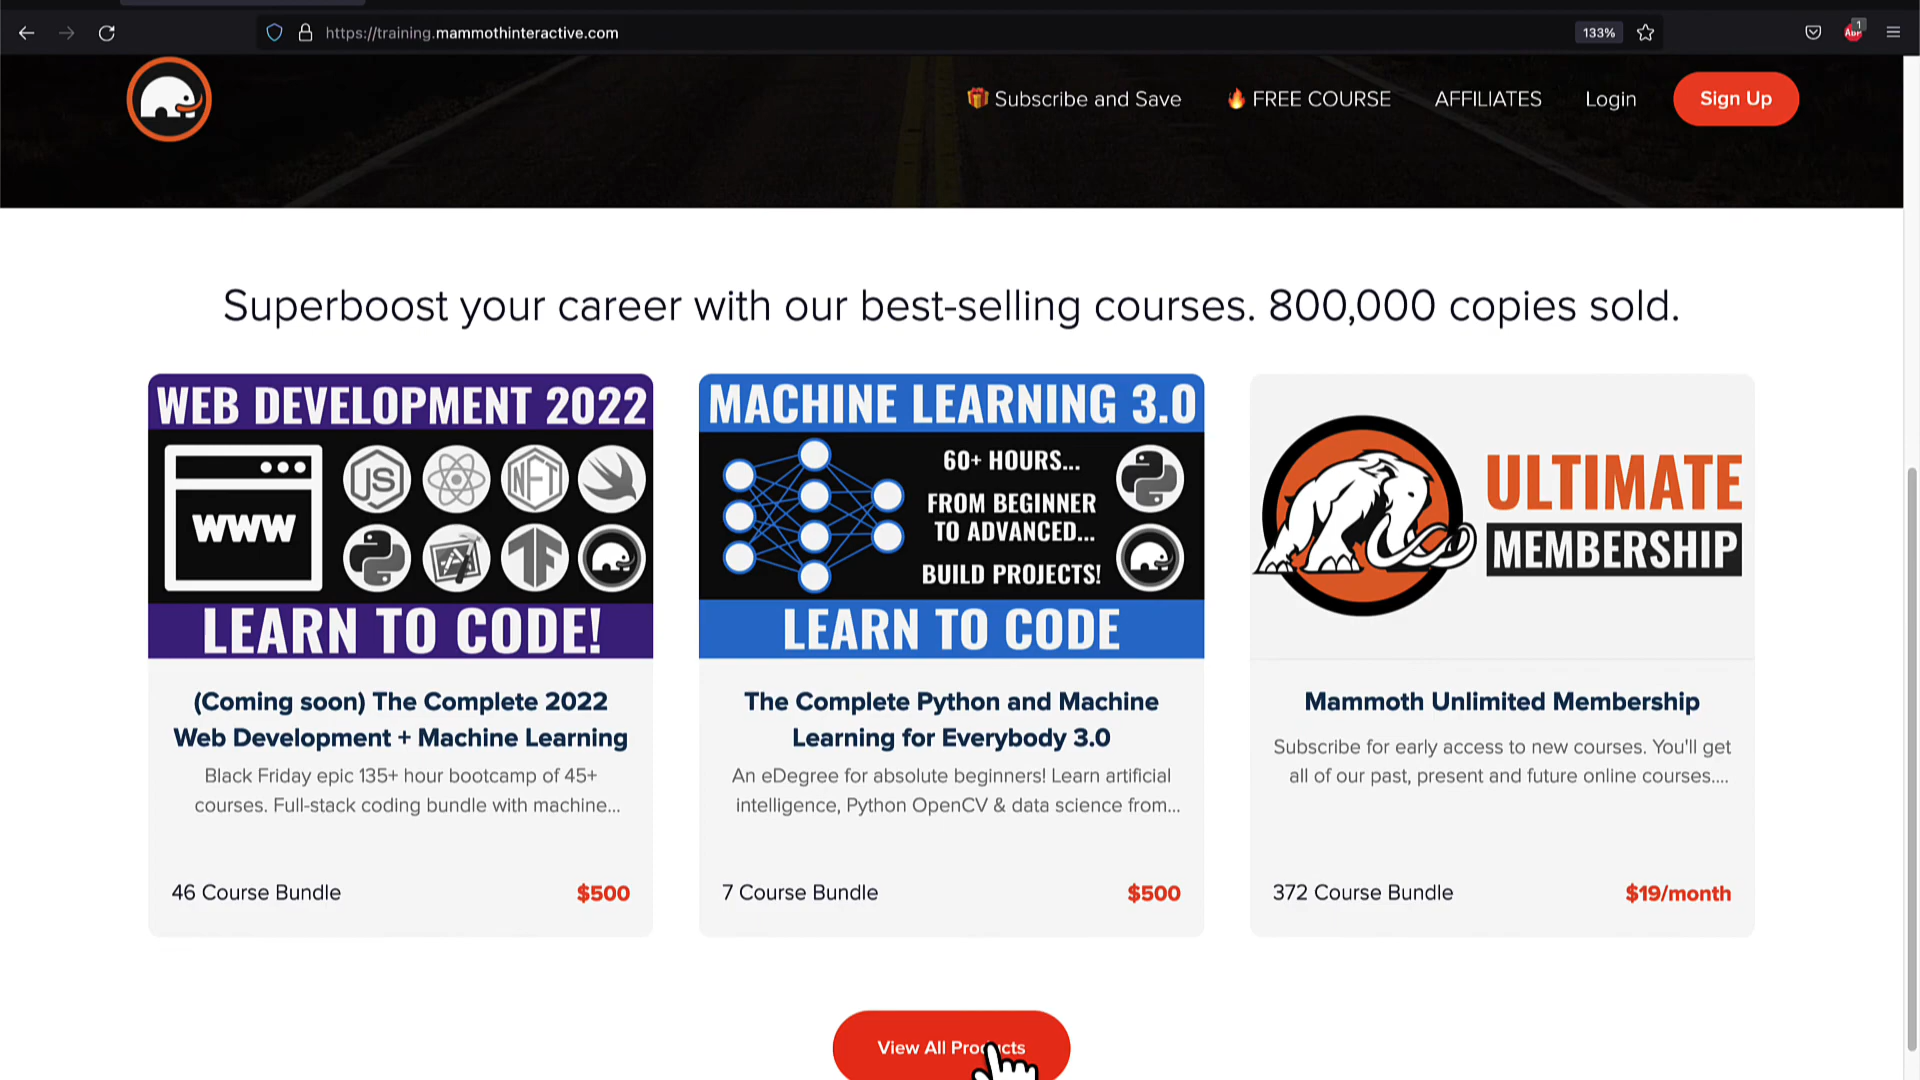 https://training.mammothinteractive.com
133%
1
ABP
🎁 Subscribe and Save
🔥 FREE COURSE
AFFILIATES
Login
Sign Up
Superboost your career with our best-selling courses. 800,000 copies sold.
WEB DEVELOPMENT 2022
WWW
JS
NFT
LEARN TO CODE!
(Coming soon) The Complete 2022
Web Development + Machine Learning
Black Friday epic 135+ hour bootcamp of 45+
courses. Full-stack coding bundle with machine...
46 Course Bundle
$500
MACHINE LEARNING 3.0
60+ HOURS...
FROM BEGINNER
TO ADVANCED...
BUILD PROJECTS!
LEARN TO CODE
The Complete Python and Machine
Learning for Everybody 3.0
An eDegree for absolute beginners! Learn artificial
intelligence, Python OpenCV & data science from...
7 Course Bundle
$500
ULTIMATE
MEMBERSHIP
Mammoth Unlimited Membership
Subscribe for early access to new courses. You'll get
all of our past, present and future online courses....
372 Course Bundle
$19/month
View All Products